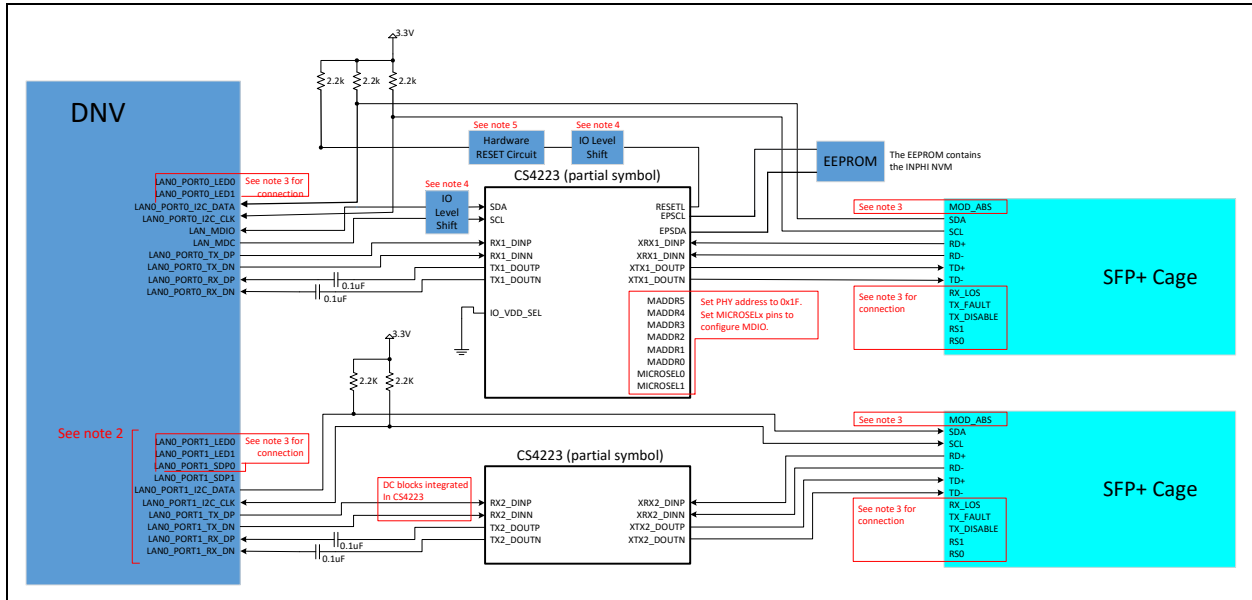 3.3V
2.2k
2.2k
2.2k
DNV
See note 5
Hardware
RESET Circuit
See note 4
IO Level
Shift
EEPROM
The EEPROM contains
the INPHI NVM
LAN0_PORT0_LED0
LAN0_PORT0_LED1
LAN0_PORT0_I2C_DATA
LAN0_PORT0_I2C_CLK
LAN_MDIO
LAN_MDC
LAN0_PORT0_TX_DP
LAN0_PORT0_TX_DN
LAN0_PORT0_RX_DP
LAN0_PORT0_RX_DN
See note 3 for
connection
0.1uF
0.1uF
See note 4
IO
Level
Shift
CS4223 (partial symbol)
SDA
SCL
RX1_DINP
RX1_DINN
TX1_DOUTP
TX1_DOUTN
IO_VDD_SEL
RESETL
EPSCL
EPSDA
XRX1_DINP
XRX1_DINN
XTX1_DOUTP
XTX1_DOUTN
MADDR5
MADDR4
MADDR3
MADDR2
MADDR1
MADDR0
MICROSEL0
MICROSEL1
Set PHY address to 0x1F.
Set MICROSELx pins to
configure MDIO.
See note 3
MOD_ABS
SDA
SCL
RD+
RD-
TD+
TD-
RX_LOS
TX_FAULT
TX_DISABLE
RS1
RS0
See note 3 for
connection
SFP+ Cage
3.3V
2.2K
2.2K
See note 2
LAN0_PORT1_LED0
LAN0_PORT1_LED1
LAN0_PORT1_SDP0
LAN0_PORT1_SDP1
LAN0_PORT1_I2C_DATA
LAN0_PORT1_I2C_CLK
LAN0_PORT1_TX_DP
LAN0_PORT1_TX_DN
LAN0_PORT1_RX_DP
LAN0_PORT1_RX_DN
See note 3 for
connection
0.1uF
0.1uF
DC blocks integrated
In CS4223
CS4223 (partial symbol)
RX2_DINP
RX2_DINN
TX2_DOUTP
TX2_DOUTN
XRX2_DINP
XRX2_DINN
XTX2_DOUTP
XTX2_DOUTN
See note 3
MOD_ABS
SDA
SCL
RD+
RD-
TD+
TD-
RX_LOS
TX_FAULT
TX_DISABLE
RS1
RS0
See note 3 for
connection
SFP+ Cage